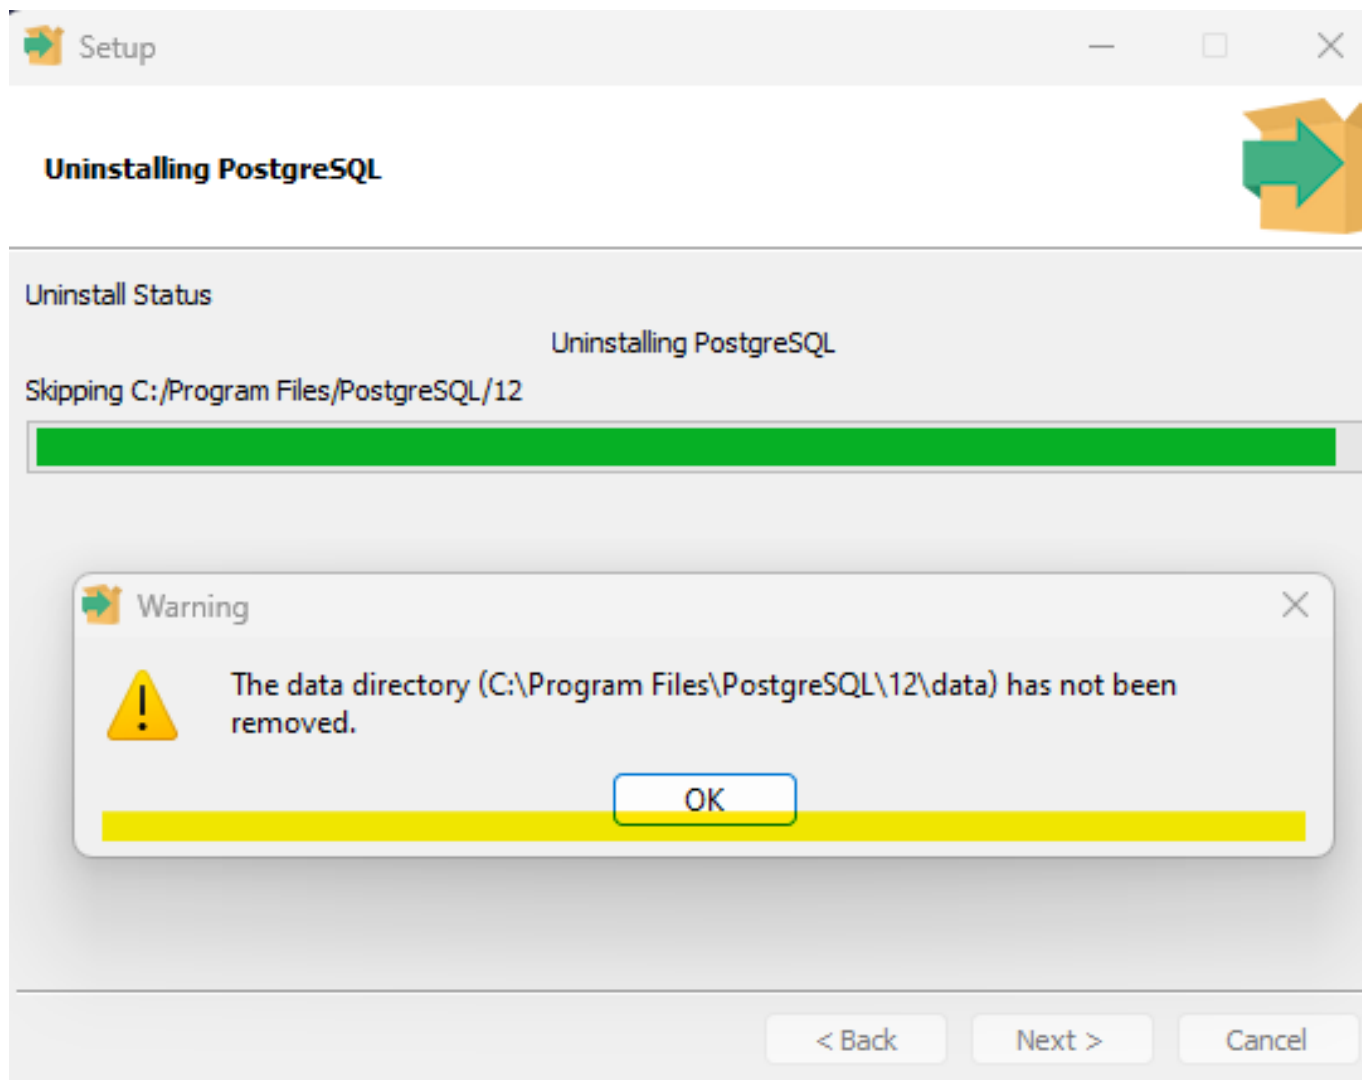 Setup
Uninstalling PostgreSQL
Uninstall Status
Uninstalling PostgreSQL
Skipping C:/Program Files/PostgreSQL/12
Warning
The data directory (C:\Program Files\PostgreSQL\12\data) has not been
removed.
OK
< Back
Next >
Cancel